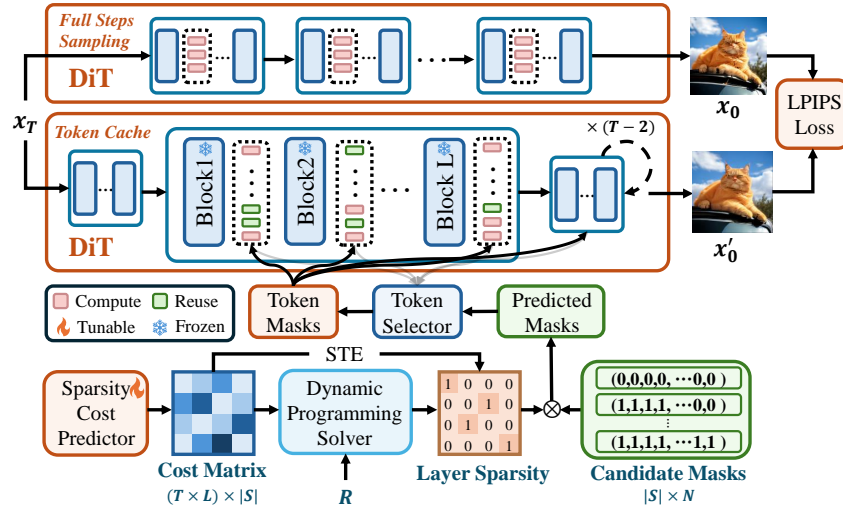 Full Steps
Sampling
DiT
x_T
x_0
LPIPS
Loss
Token Cache
× (T − 2)
Block1
Block2
Block L
DiT
x'_0
Compute
Reuse
Tunable
Frozen
Token
Masks
Token
Selector
Predicted
Masks
STE
Sparsity
Cost
Predictor
Dynamic
Programming
Solver
1 0 0 0
0 0 1 0
0 1 0 0
0 0 0 1
(0,0,0,0, ···0,0 )
(1,1,1,1, ···0,0)
⋮
(1,1,1,1, ···1,1)
Cost Matrix
(T × L) × |S|
R
Layer Sparsity
Candidate Masks
|S| × N